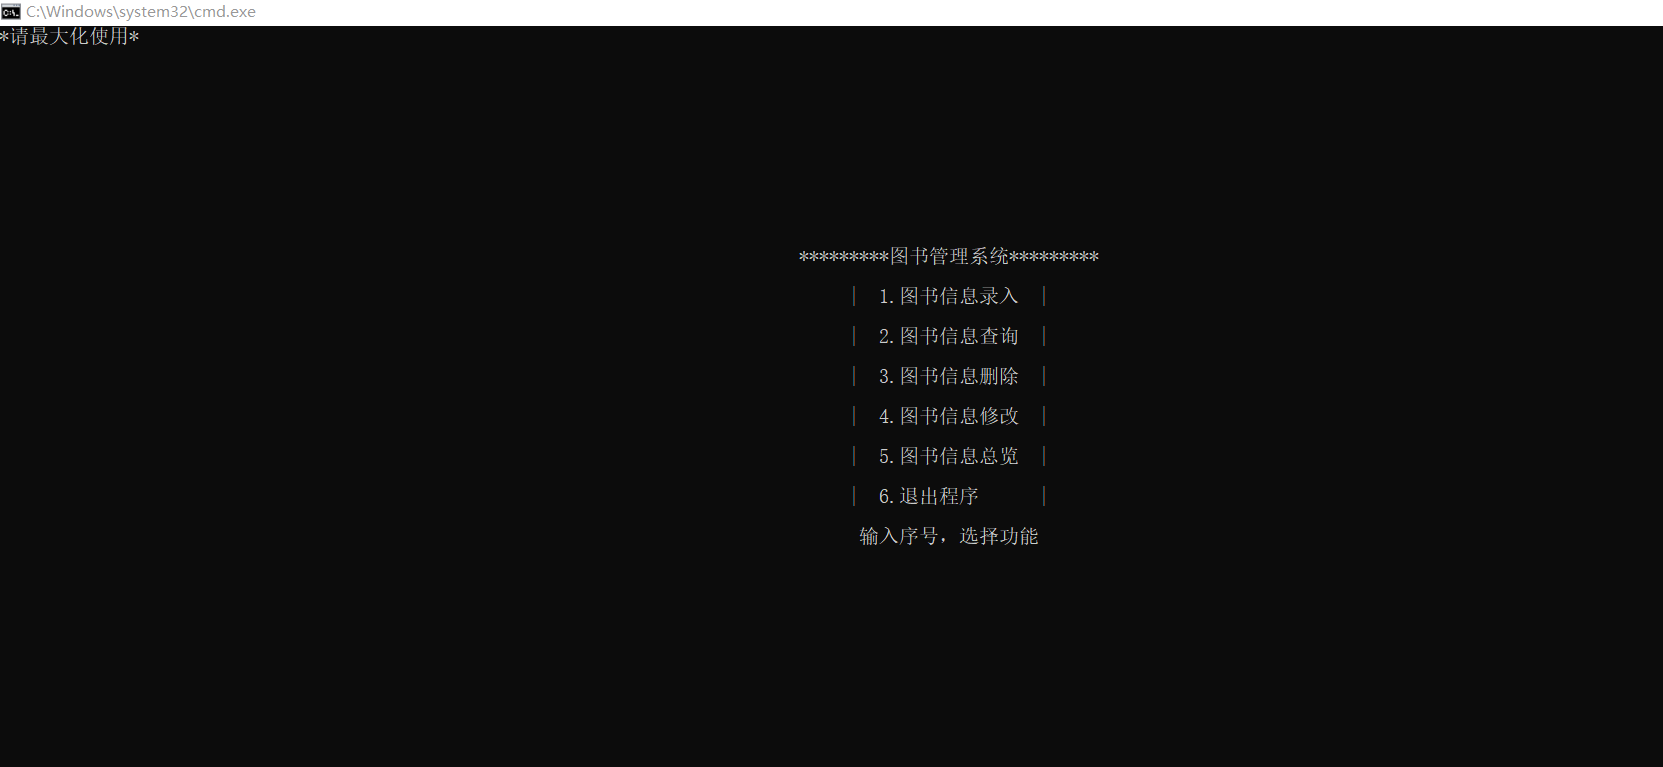 C:\Windows\system32\cmd.exe
*请最大化使用*
*********图书管理系统*********
| 1.图书信息录入 |
| 2.图书信息查询 |
| 3.图书信息删除 |
| 4.图书信息修改 |
| 5.图书信息总览 |
| 6.退出程序 |
输入序号，选择功能